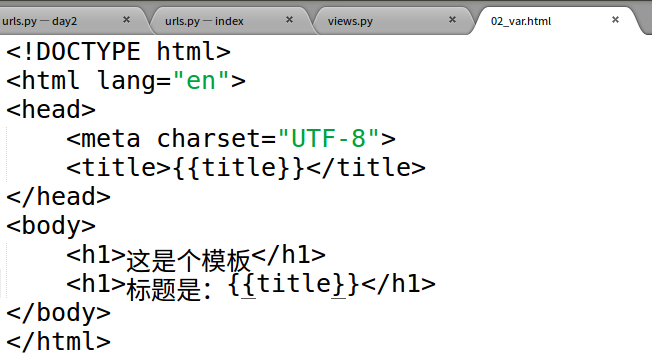 urls.py — day2 × urls.py — index × views.py × 02_var.html ×
<!DOCTYPE html>
<html lang="en">
<head>
    <meta charset="UTF-8">
    <title>{{title}}</title>
</head>
<body>
    <h1>这是个模板</h1>
    <h1>标题是：{{title}}</h1>
</body>
</html>